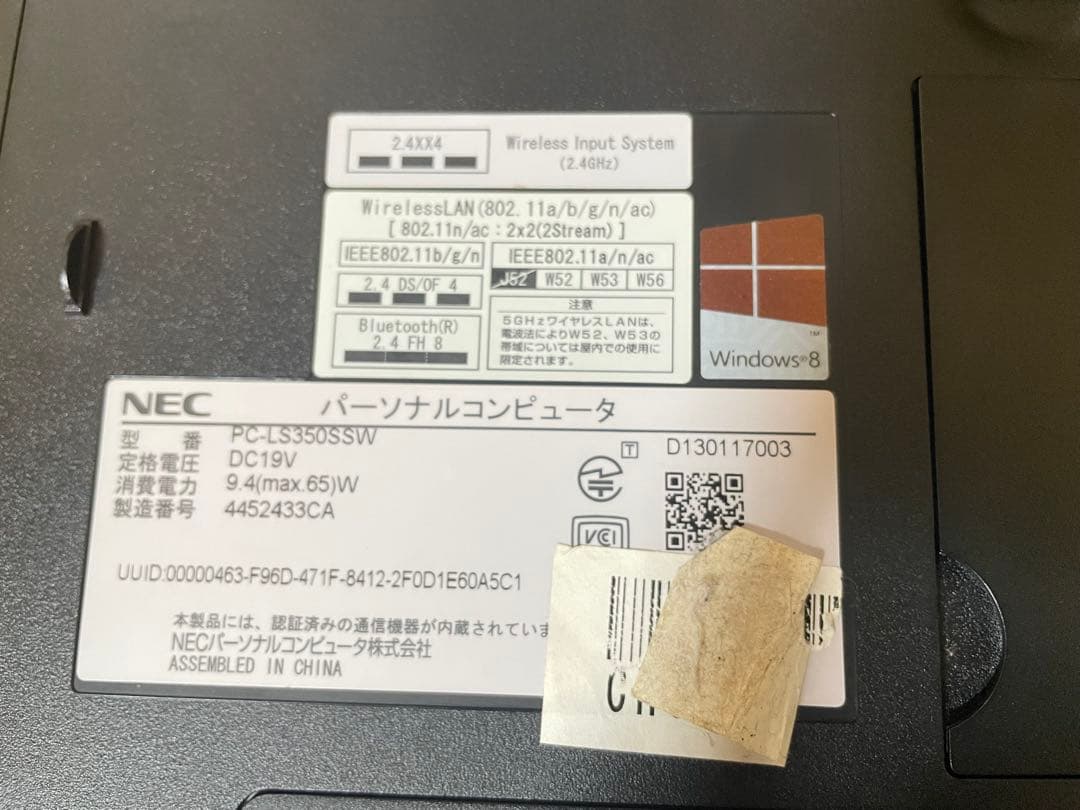 2.4XX4
Wireless Input System
(2.4GHz)
WirelessLAN(802.11a/b/g/n/ac)
[ 802.11n/ac : 2x2(2Stream) ]
IEEE802.11b/g/n
IEEE802.11a/n/ac
J52 W52 W53 W56
2.4 DS/OF 4
Bluetooth(R)
2.4 FH 8
注意
5GHzワイヤレスLANは、
電波法によりW52、W53の
帯域については屋内での使用に
限定されます。
TM
Windows®8
NEC パーソナルコンピュータ
型 番 PC-LS350SSW
定格電圧 DC19V
消費電力 9.4(max.65)W
製造番号 4452433CA
T D130117003
VCI
UUID:00000463-F96D-471F-8412-2F0D1E60A5C1
本製品には、認証済みの通信機器が内蔵されていま
NECパーソナルコンピュータ株式会社
ASSEMBLED IN CHINA